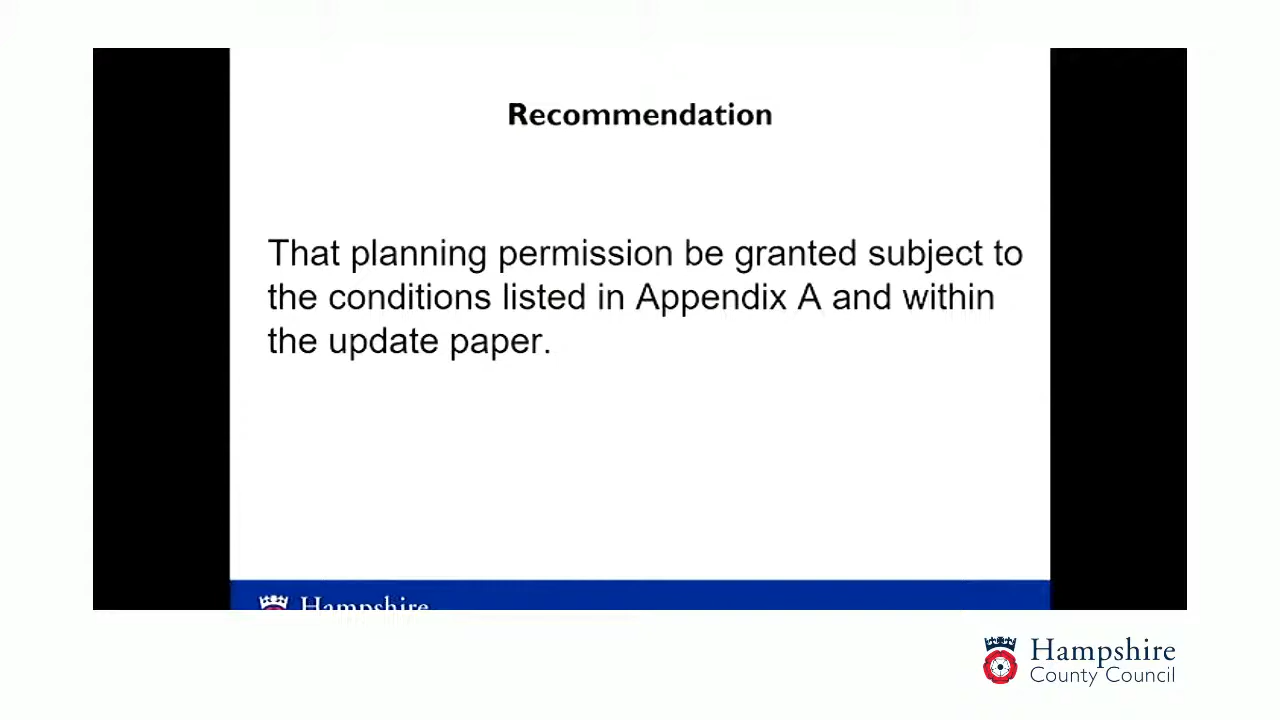 Recommendation
That planning permission be granted subject to
the conditions listed in Appendix A and within
the update paper.
Hampshire
Hampshire
County Council